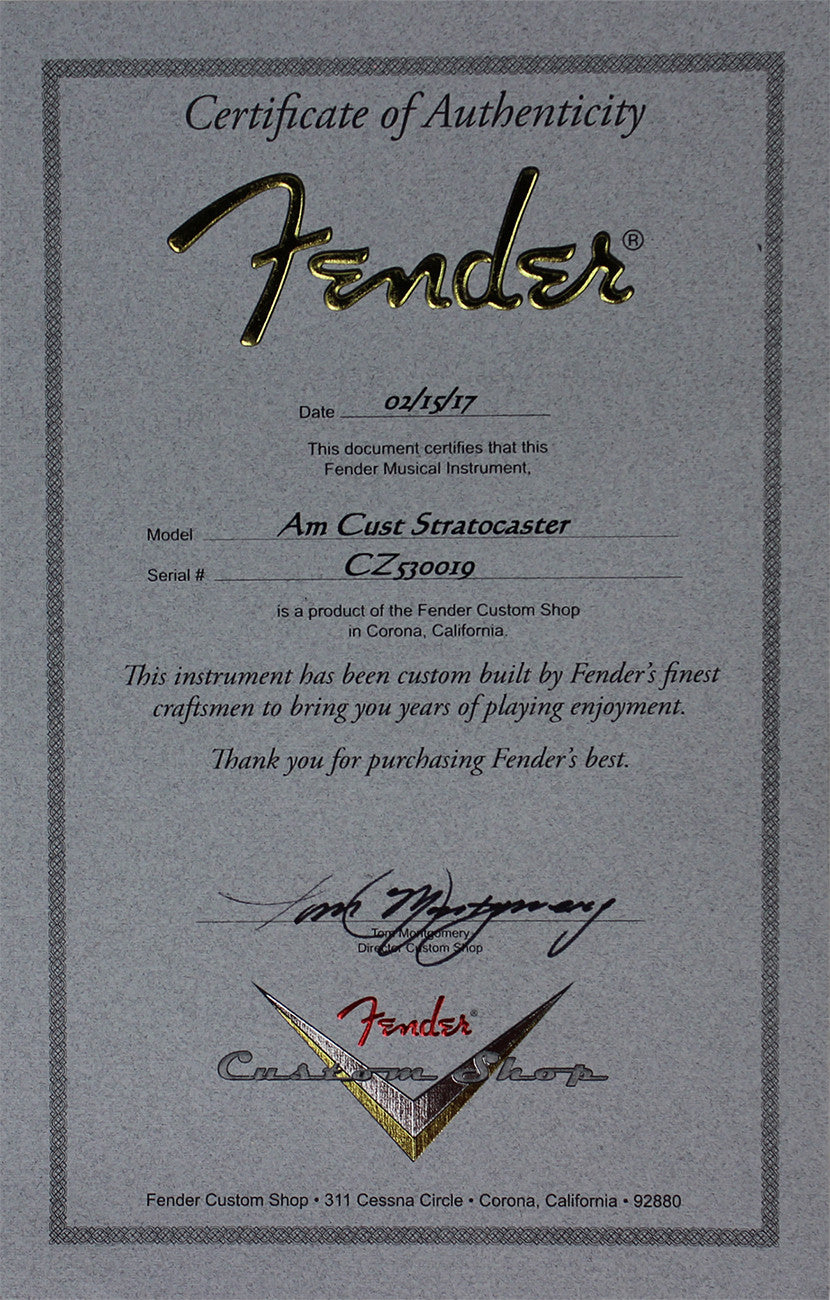 Certificate of Authenticity
Fender®
Date 02/15/17
This document certifies that this
Fender Musical Instrument,
Model Am Cust Stratocaster
Serial # CZ530019
is a product of the Fender Custom Shop
in Corona, California.
This instrument has been custom built by Fender's finest
craftsmen to bring you years of playing enjoyment.
Thank you for purchasing Fender's best.
Tom Montgomery
Tom Montgomery
Director Custom Shop
Fender®
Custom Shop
Fender Custom Shop • 311 Cessna Circle • Corona, California • 92880